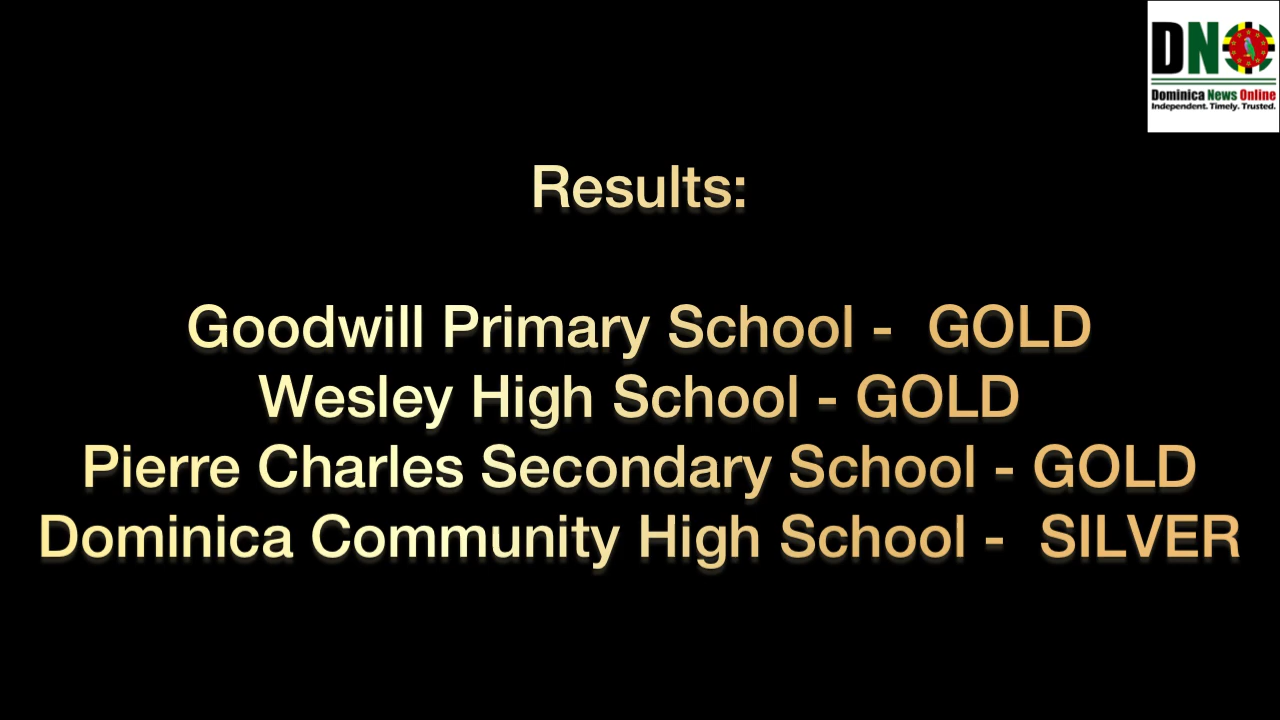 DN
Dominica News Online
Independent. Timely. Trusted.
Results:
Goodwill Primary School - GOLD
Wesley High School - GOLD
Pierre Charles Secondary School - GOLD
Dominica Community High School - SILVER